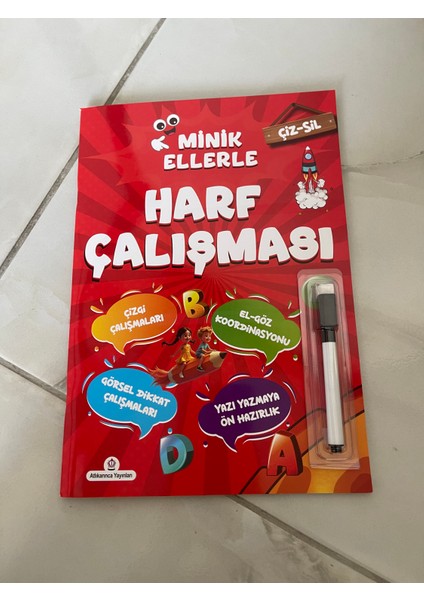 MİNİK
ELLERLE
ÇİZ-SİL
HARF
ÇALIŞMASI
ÇİZGİ
ÇALIŞMALARI
B
EL-GÖZ
KOORDİNASYONU
GÖRSEL DİKKAT
ÇALIŞMALARI
YAZI YAZMAYA
ÖN HAZIRLIK
D
A
Atlıkarınca Yayınları